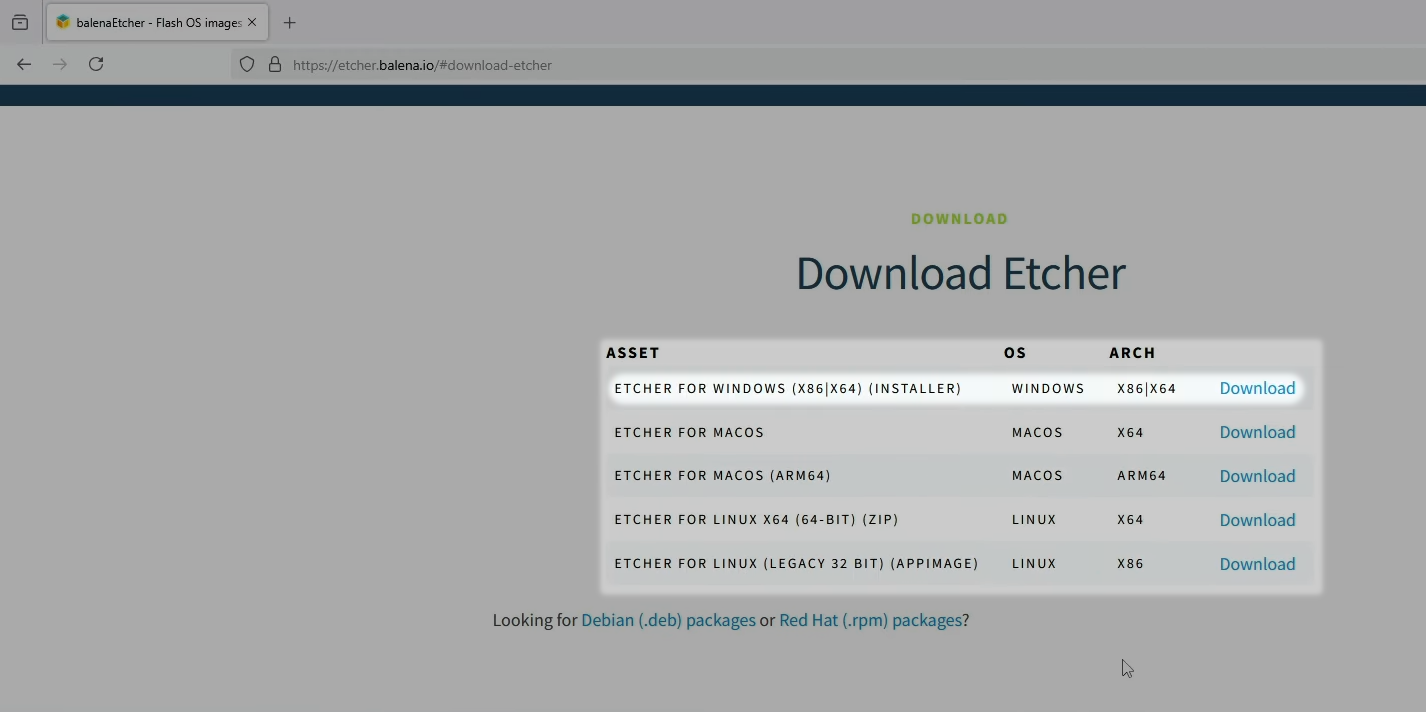 balenaEtcher - Flash OS images
https://etcher.balena.io/#download-etcher
DOWNLOAD
Download Etcher
ASSET OS ARCH
ETCHER FOR WINDOWS (X86|X64) (INSTALLER) WINDOWS X86|X64 Download
ETCHER FOR MACOS MACOS X64 Download
ETCHER FOR MACOS (ARM64) MACOS ARM64 Download
ETCHER FOR LINUX X64 (64-BIT) (ZIP) LINUX X64 Download
ETCHER FOR LINUX (LEGACY 32 BIT) (APPIMAGE) LINUX X86 Download
Looking for Debian (.deb) packages or Red Hat (.rpm) packages?